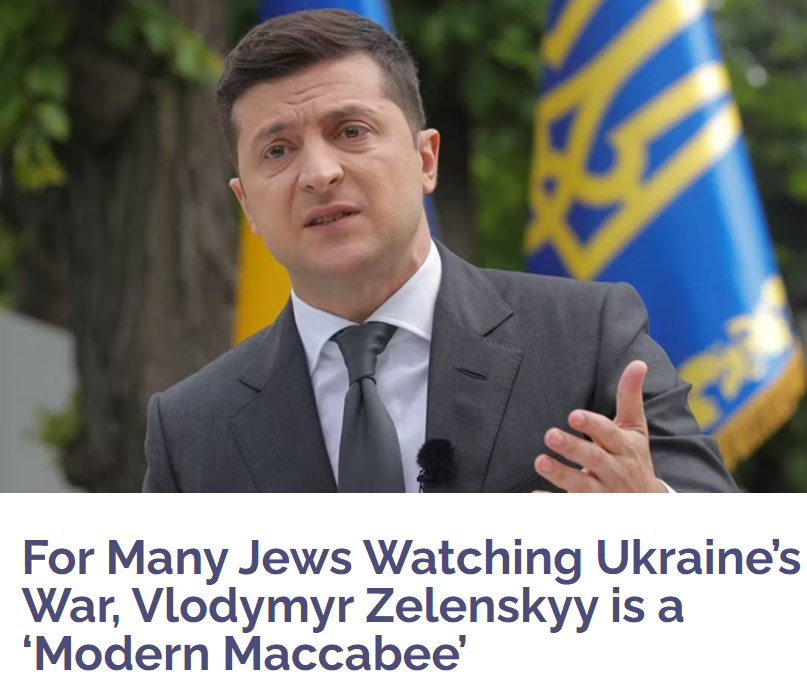 For Many Jews Watching Ukraine’s
War, Vlodymyr Zelenskyy is a
‘Modern Maccabee’